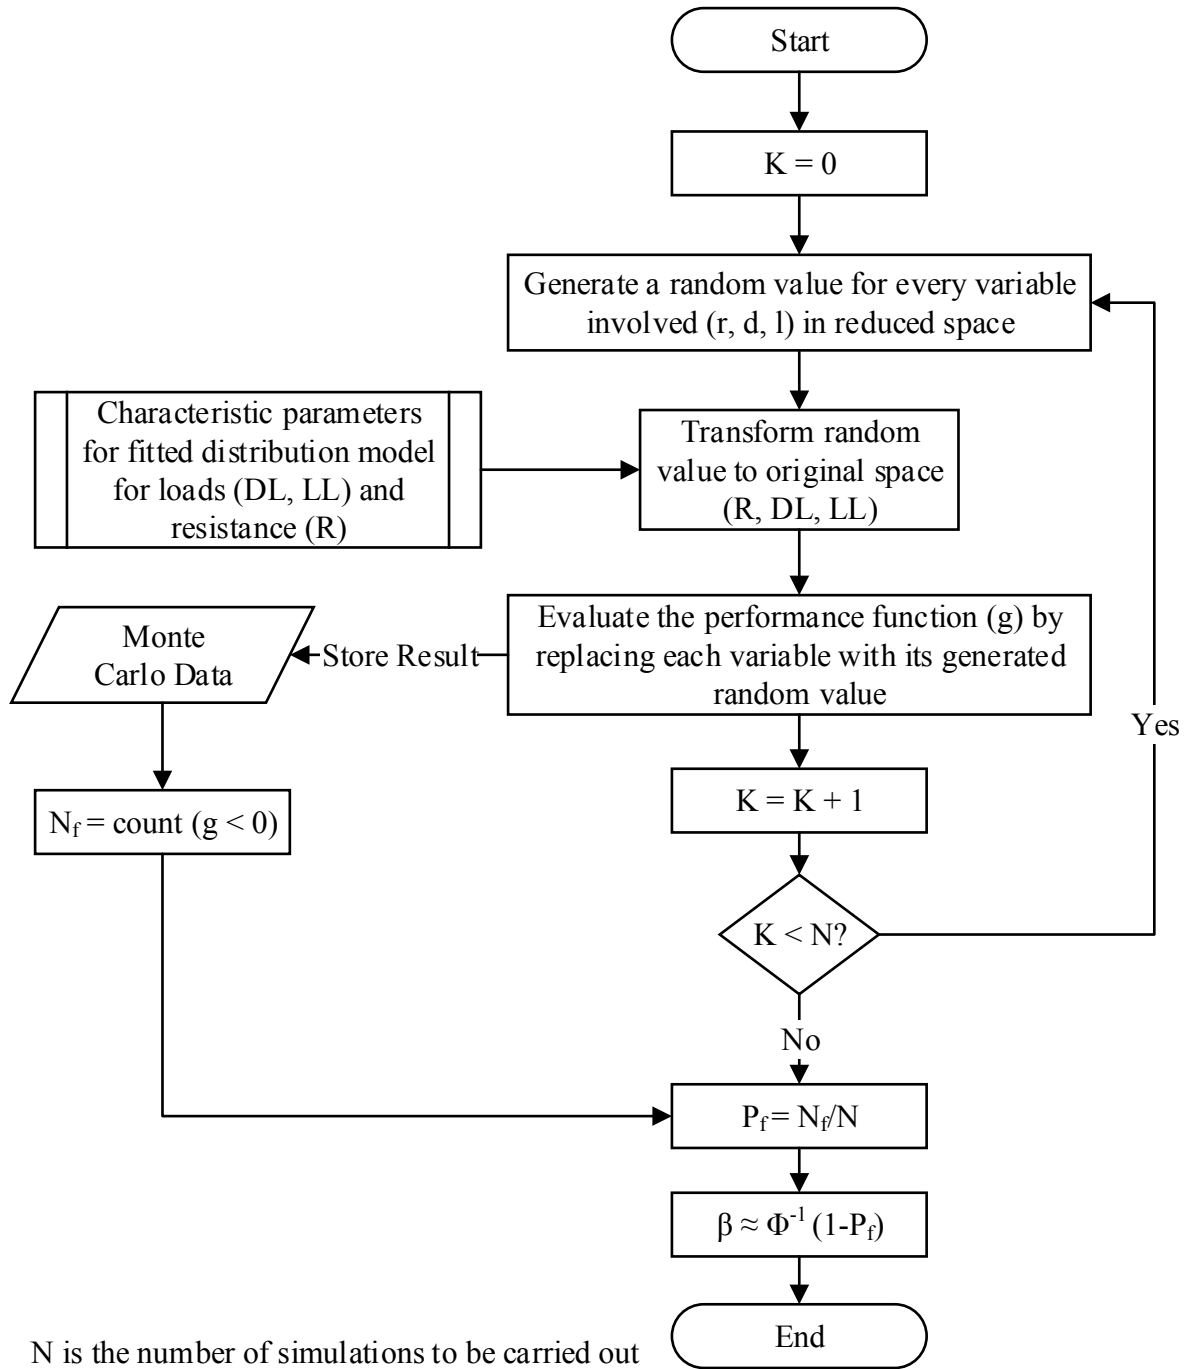 Start
K = 0
Generate a random value for every variable
involved (r, d, l) in reduced space
Characteristic parameters
for fitted distribution model
for loads (DL, LL) and
resistance (R)
Transform random
value to original space
(R, DL, LL)
Monte
Carlo Data
Store Result
Evaluate the performance function (g) by
replacing each variable with its generated
random value
Yes
N_f = count (g < 0)
K = K + 1
K < N?
No
P_f = N_f/N
β ≈ Φ^-1 (1-P_f)
End
N is the number of simulations to be carried out